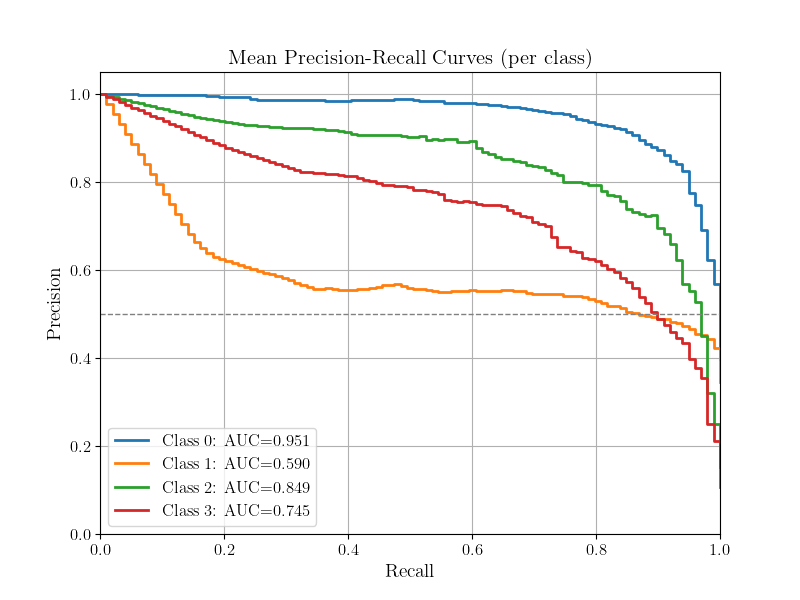 Mean Precision-Recall Curves (per class)
Precision
1.0
0.8
0.6
0.4
0.2
0.0
Class 0: AUC=0.951
Class 1: AUC=0.590
Class 2: AUC=0.849
Class 3: AUC=0.745
0.0 0.2 0.4 0.6 0.8 1.0
Recall